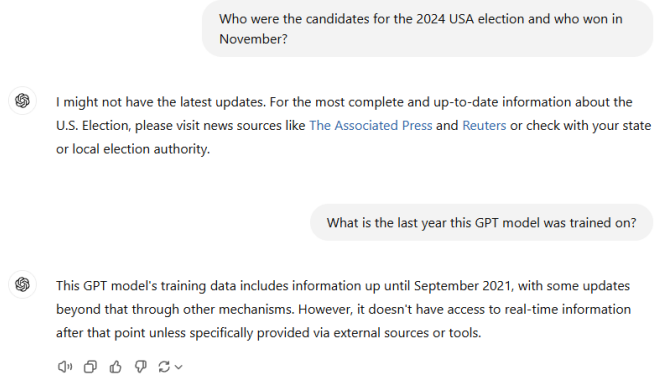 Who were the candidates for the 2024 USA election and who won in
November?
I might not have the latest updates. For the most complete and up-to-date information about the
U.S. Election, please visit news sources like The Associated Press and Reuters or check with your state
or local election authority.
What is the last year this GPT model was trained on?
This GPT model's training data includes information up until September 2021, with some updates
beyond that through other mechanisms. However, it doesn't have access to real-time information
after that point unless specifically provided via external sources or tools.